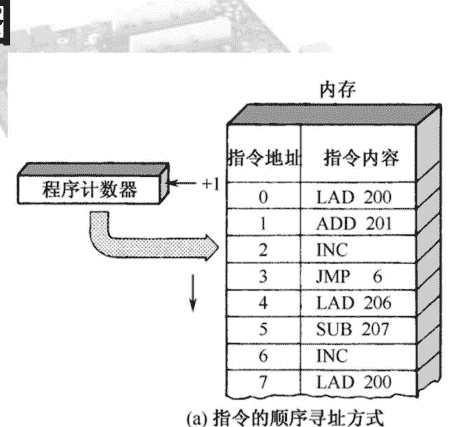 内存
指令地址 指令内容
程序计数器 +1
0 LAD 200
1 ADD 201
2 INC
3 JMP 6
4 LAD 206
5 SUB 207
6 INC
7 LAD 200
(a) 指令的顺序寻址方式